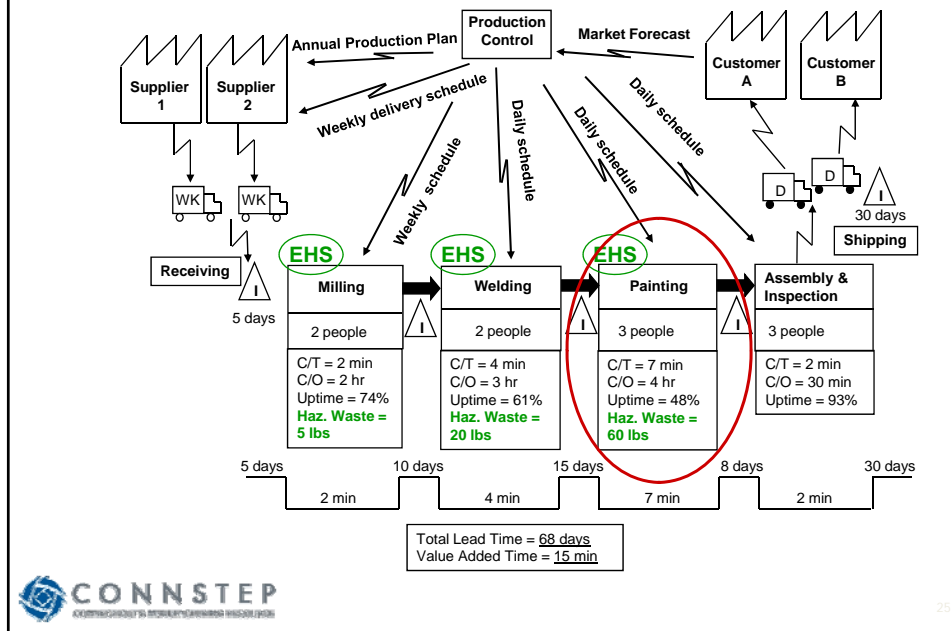 Production
Control
Annual Production Plan
Market Forecast
Supplier
1
Supplier
2
Customer
A
Customer
B
Weekly delivery schedule
Weekly schedule
Daily schedule
Daily schedule
Daily schedule
WK
WK
D
D
I
30 days
Shipping
Receiving
I
5 days
EHS
EHS
EHS
Milling
2 people
C/T = 2 min
C/O = 2 hr
Uptime = 74%
Haz. Waste =
5 lbs
I
Welding
2 people
C/T = 4 min
C/O = 3 hr
Uptime = 61%
Haz. Waste =
20 lbs
I
Painting
3 people
C/T = 7 min
C/O = 4 hr
Uptime = 48%
Haz. Waste =
60 lbs
I
Assembly &
Inspection
3 people
C/T = 2 min
C/O = 30 min
Uptime = 93%
5 days
10 days
15 days
8 days
30 days
2 min
4 min
7 min
2 min
Total Lead Time = 68 days
Value Added Time = 15 min
CONNSTEP
25